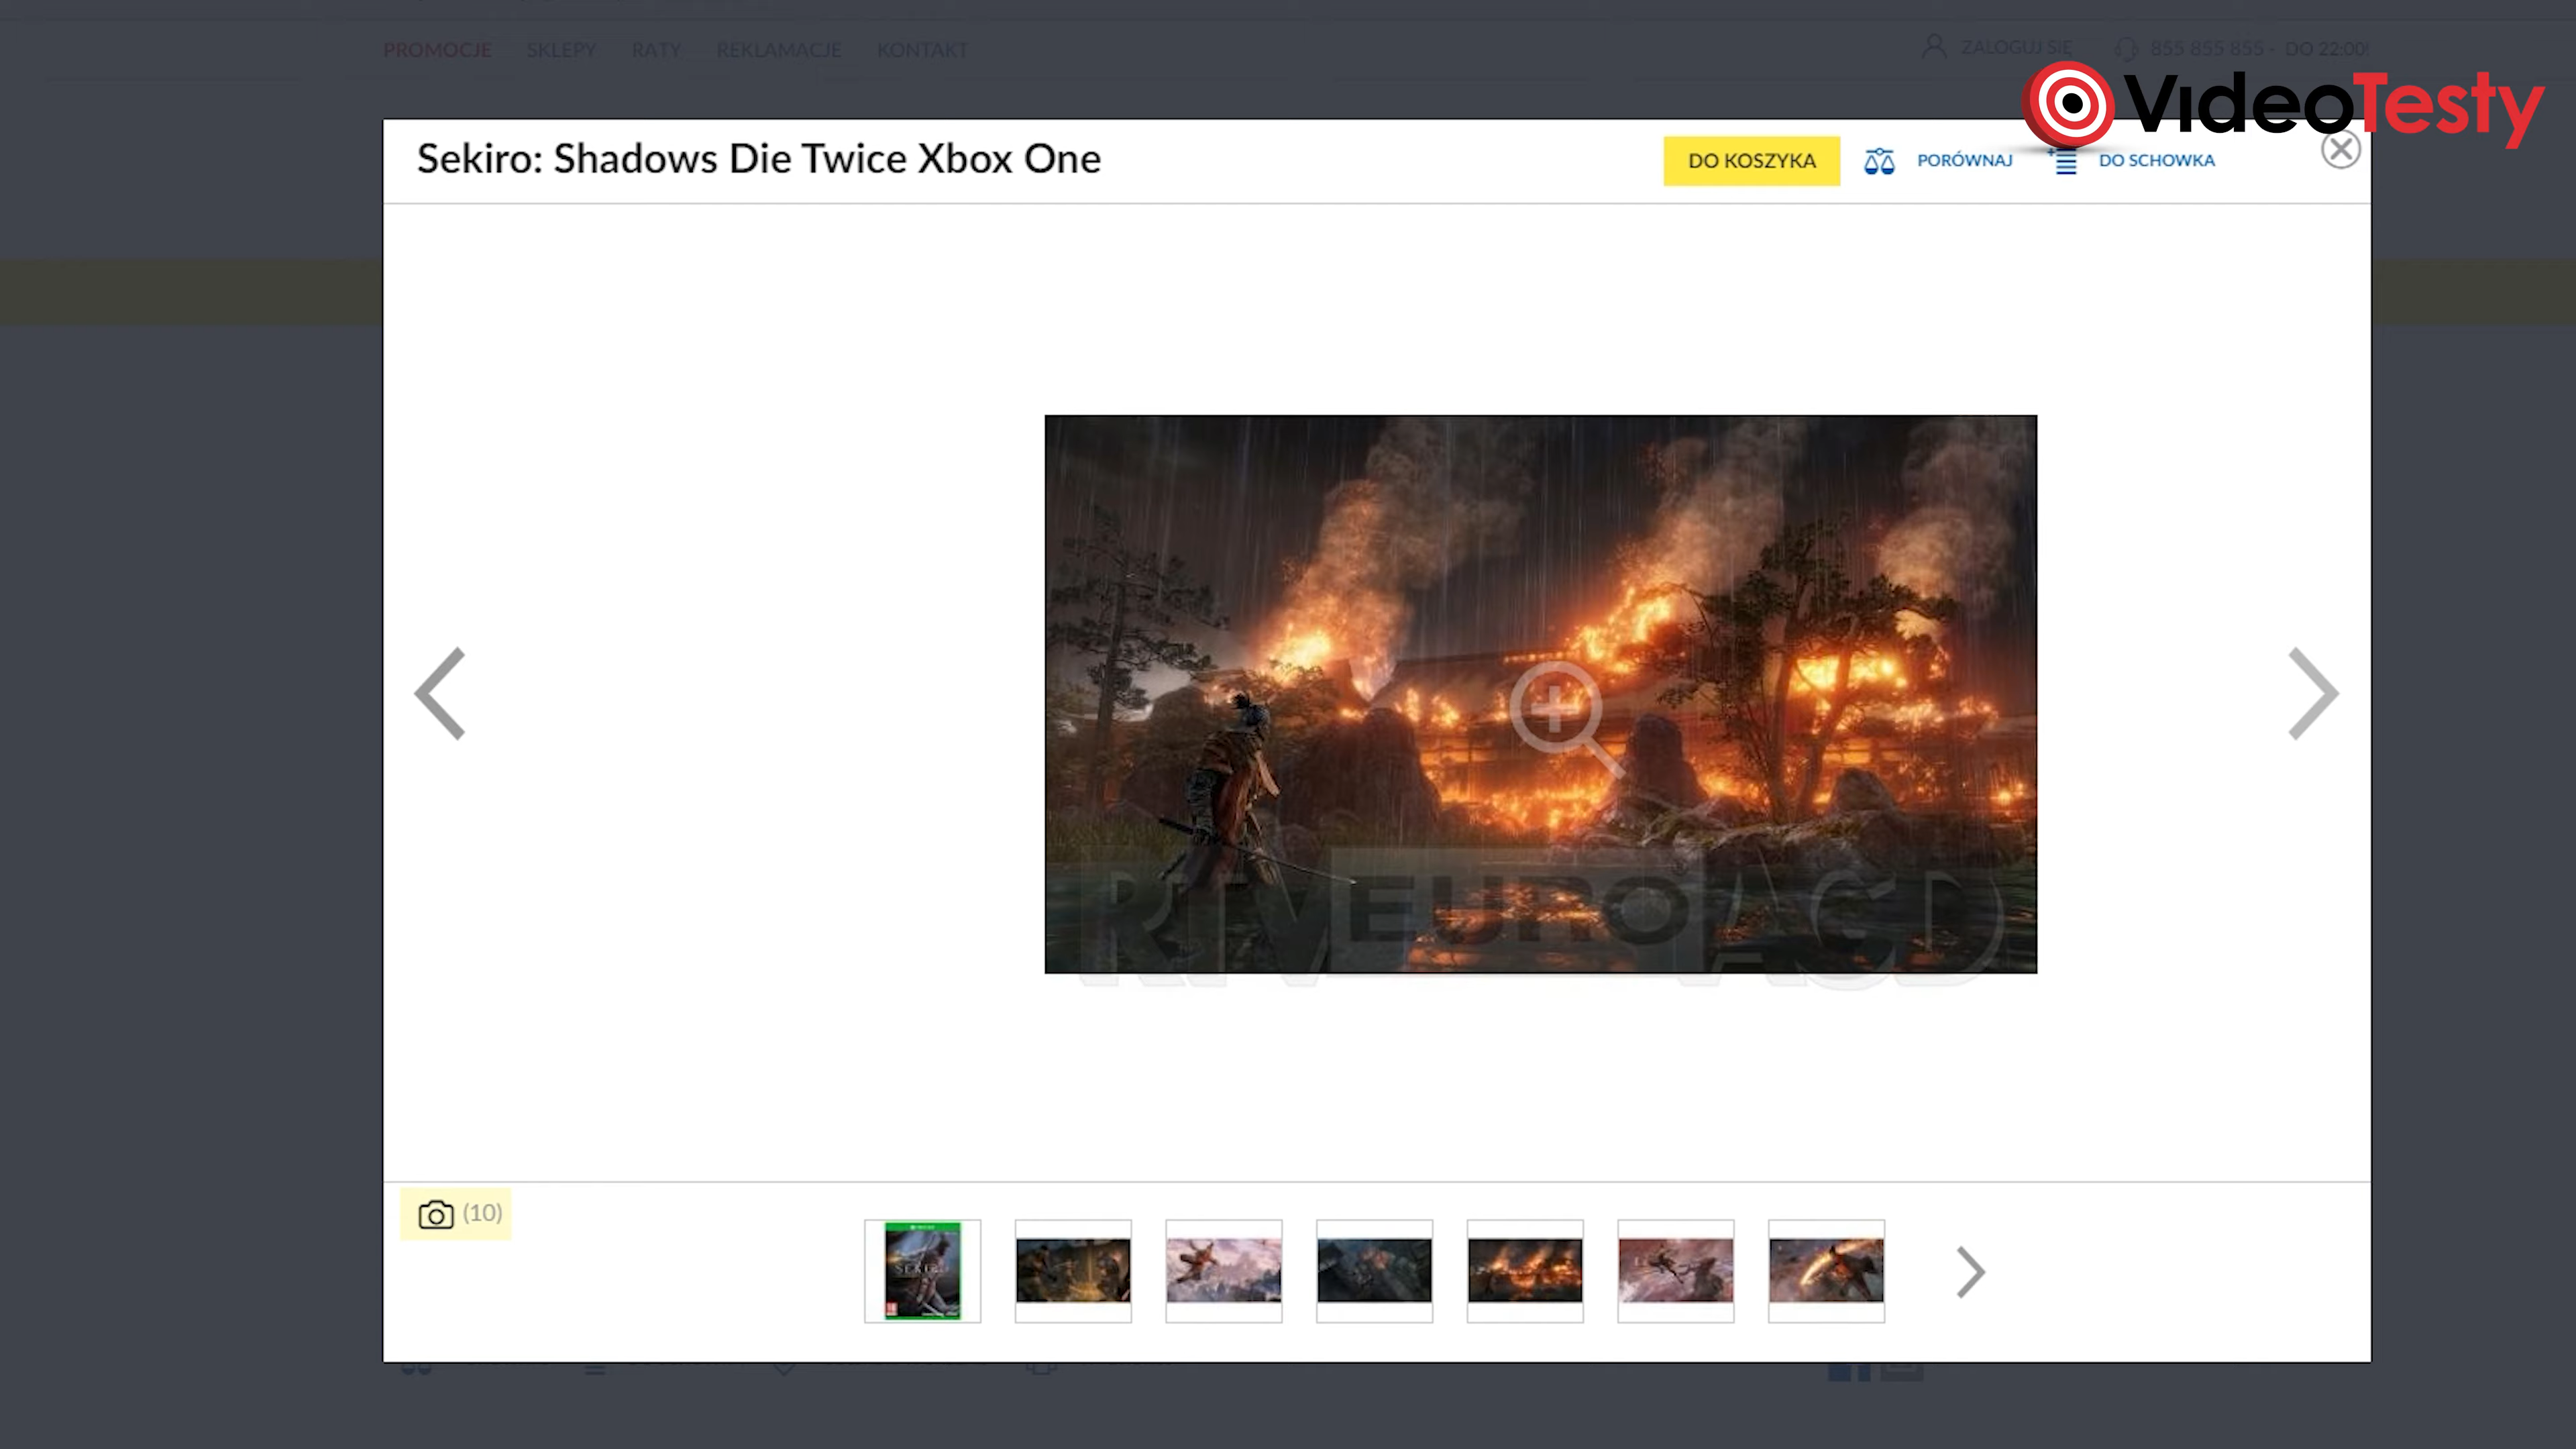 PROMOCJE SKLEPY RATY REKLAMACJE KONTAKT
ZALOGUJ SIĘ 855 855 855 - DO 22:00!
VideoTesty
Sekiro: Shadows Die Twice Xbox One
DO KOSZYKA PORÓWNAJ DO SCHOWKA
RTV EURO AGD
(10)
SEKIRO